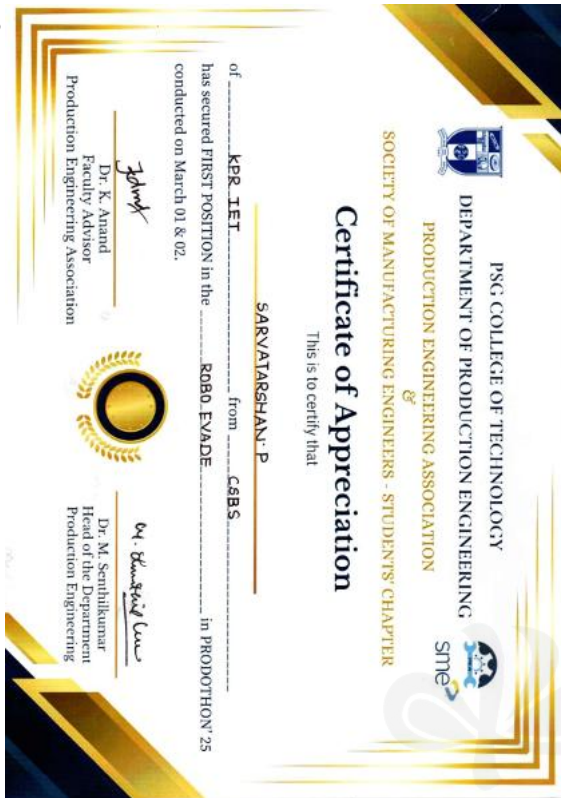 PSG COLLEGE OF TECHNOLOGY
DEPARTMENT OF PRODUCTION ENGINEERING
PRODUCTION ENGINEERING ASSOCIATION
&
SOCIETY OF MANUFACTURING ENGINEERS - STUDENTS' CHAPTER
sme
Certificate of Appreciation
This is to certify that
SARVATARSHAN P
of KPR IET from CSBS
has secured FIRST POSITION in the ROBO EVADE in PRODOTHON'25
conducted on March 01 & 02.
Dr. K. Anand
Faculty Advisor
Production Engineering Association
Dr. M. Senthilkumar
Head of the Department
Production Engineering